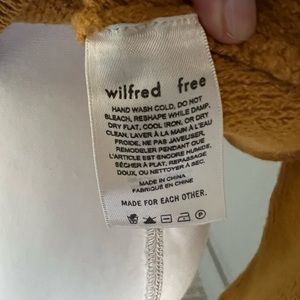 wilfred free
HAND WASH COLD, DO NOT
BLEACH, RESHAPE WHILE DAMP,
DRY FLAT, COOL IRON, OR DRY
CLEAN. LAVER À LA MAIN À L'EAU
FROIDE, NE PAS JAVELISER,
REMODELER PENDANT QUE
L'ARTICLE EST ENCORE HUMIDE,
SÉCHER À PLAT, REPASSAGE
DOUX, OU NETTOYER À SEC.
MADE IN CHINA
FABRIQUÉ EN CHINE
MADE FOR EACH OTHER.